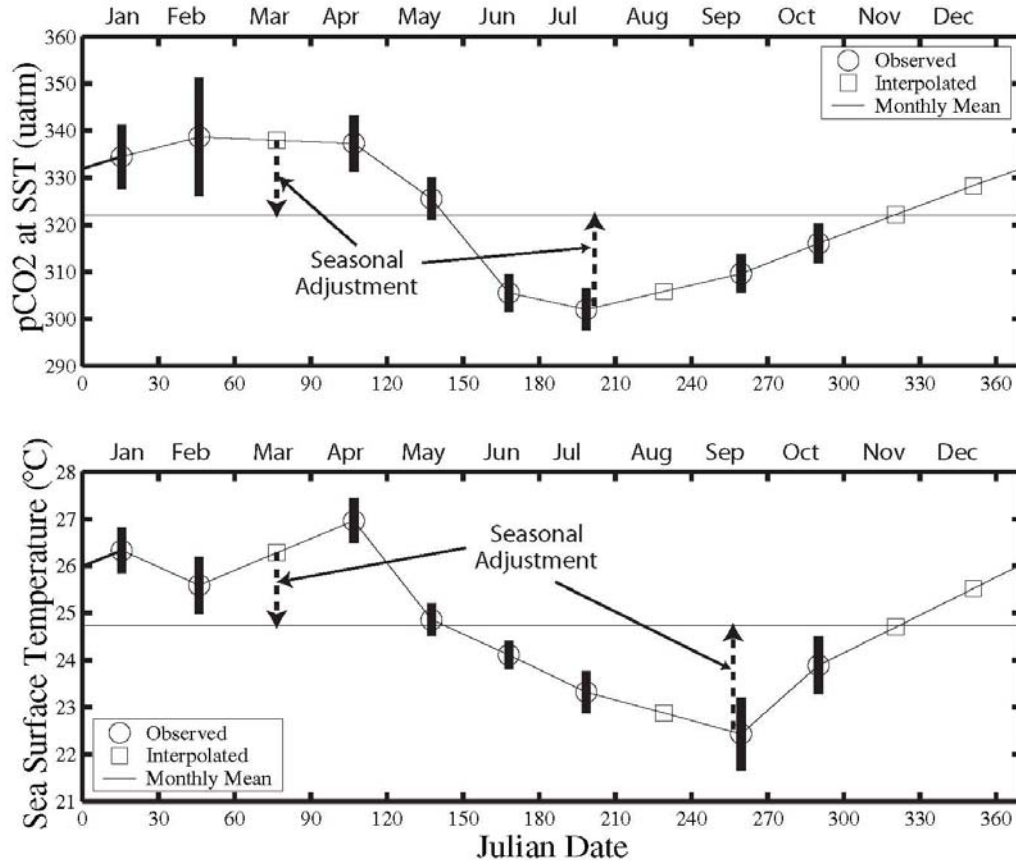 Jan Feb Mar Apr May Jun Jul Aug Sep Oct Nov Dec
360
350
340
330
320
310
300
290
pCO2 at SST (uatm)
Observed
Interpolated
Monthly Mean
Seasonal
Adjustment
0 30 60 90 120 150 180 210 240 270 300 330 360
Jan Feb Mar Apr May Jun Jul Aug Sep Oct Nov Dec
28
27
26
25
24
23
22
21
Sea Surface Temperature (°C)
Seasonal
Adjustment
Observed
Interpolated
Monthly Mean
0 30 60 90 120 150 180 210 240 270 300 330 360
Julian Date